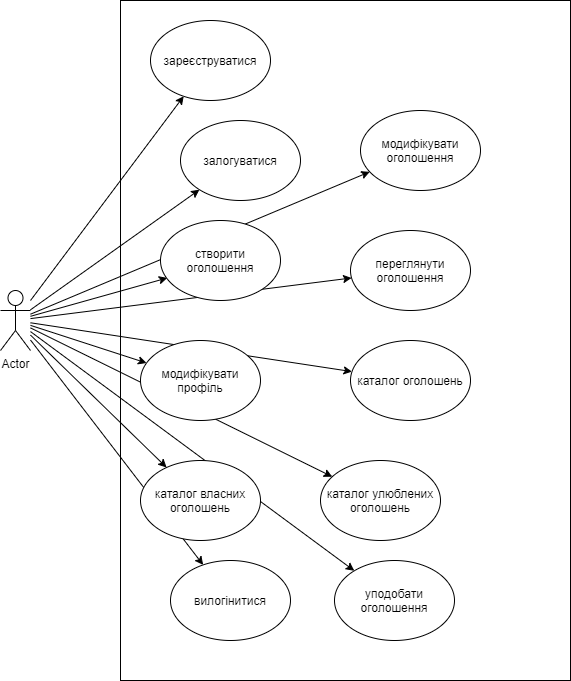 зареєструватися
залогуватися
модифікувати
оголошення
створити
оголошення
переглянути
оголошення
Actor
модифікувати
профіль
каталог оголошень
каталог власних
оголошень
каталог улюблених
оголошень
вилогінитися
уподобати
оголошення